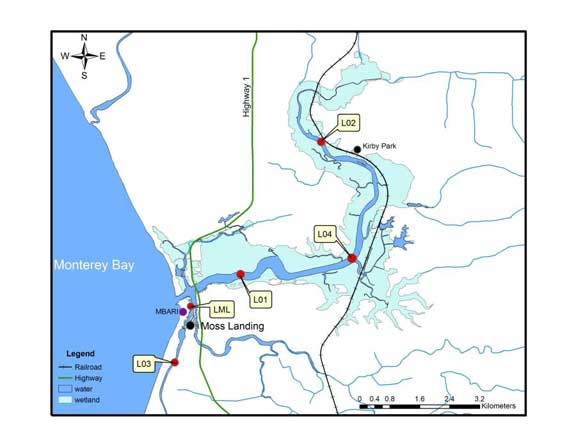 N
W E
S
Highway 1
L02
Kirby Park
L04
Monterey Bay
L01
LML
MBARI
Moss Landing
L03
Legend
Railroad
Highway
water
wetland
0 0.4 0.8 1.6 2.4 3.2
Kilometers